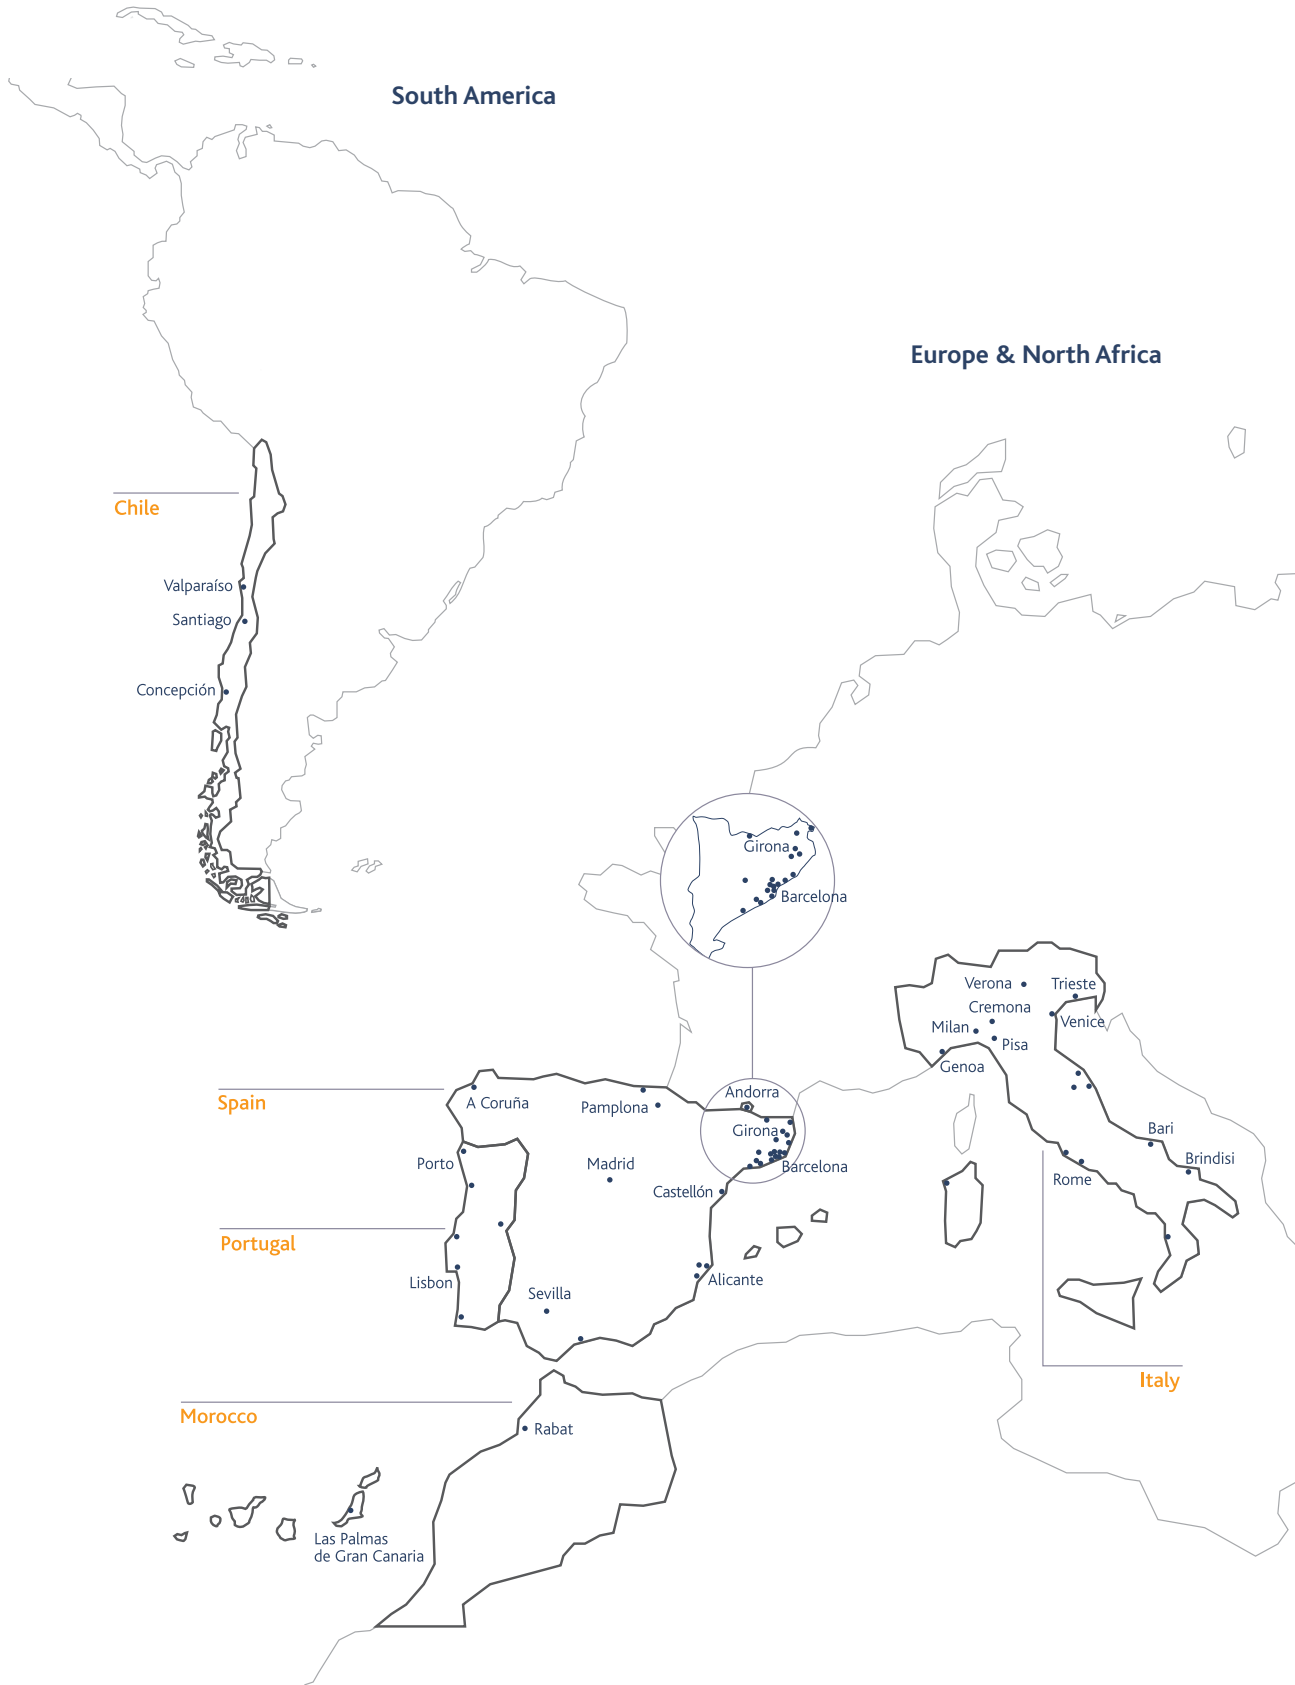 South America
Europe & North Africa
Chile
Valparaíso
Santiago
Concepción
Girona
Barcelona
Verona
Trieste
Cremona
Milan
Venice
Pisa
Genoa
Spain
A Coruña
Pamplona
Andorra
Girona
Barcelona
Porto
Madrid
Castellón
Bari
Brindisi
Rome
Portugal
Lisbon
Sevilla
Alicante
Italy
Morocco
Rabat
Las Palmas
de Gran Canaria